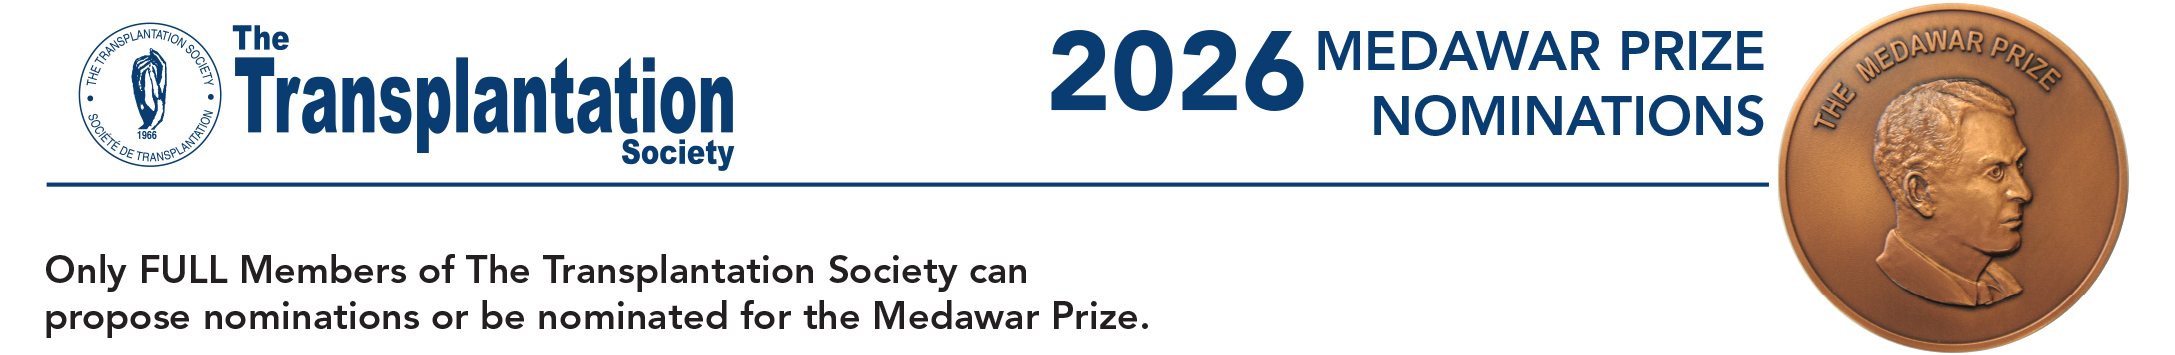 THE TRANSPLANTATION SOCIETY
1966
SOCIÉTÉ DE TRANSPLANTATION
The
Transplantation
Society
2026 MEDAWAR PRIZE
NOMINATIONS
THE MEDAWAR PRIZE
Only FULL Members of The Transplantation Society can
propose nominations or be nominated for the Medawar Prize.